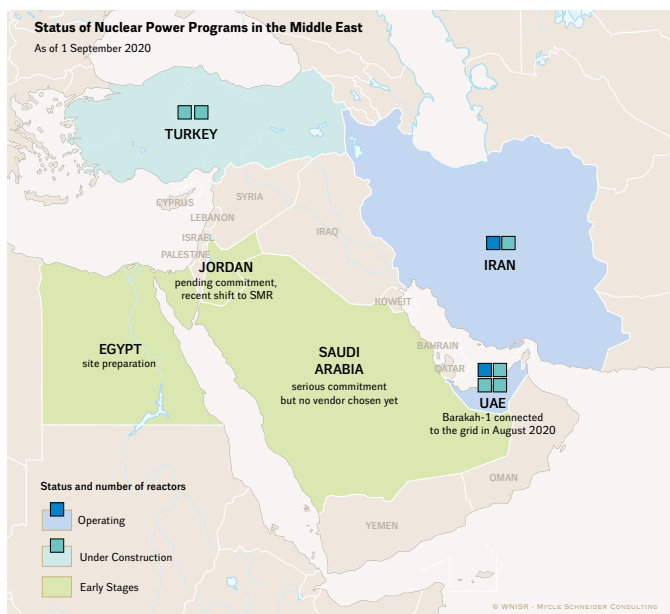 Status of Nuclear Power Programs in the Middle East
As of 1 September 2020
TURKEY
CYPRUS
SYRIA
LEBANON
ISRAEL
IRAQ
PALESTINE
IRAN
JORDAN
pending commitment,
recent shift to SMR
KOWEIT
EGYPT
site preparation
SAUDI
ARABIA
serious commitment
but no vendor chosen yet
BAHRAIN
QATAR
UAE
Barakah-1 connected
to the grid in August 2020
OMAN
YEMEN
Status and number of reactors
Operating
Under Construction
Early Stages
© WNISR - MYCLE SCHNEIDER CONSULTING